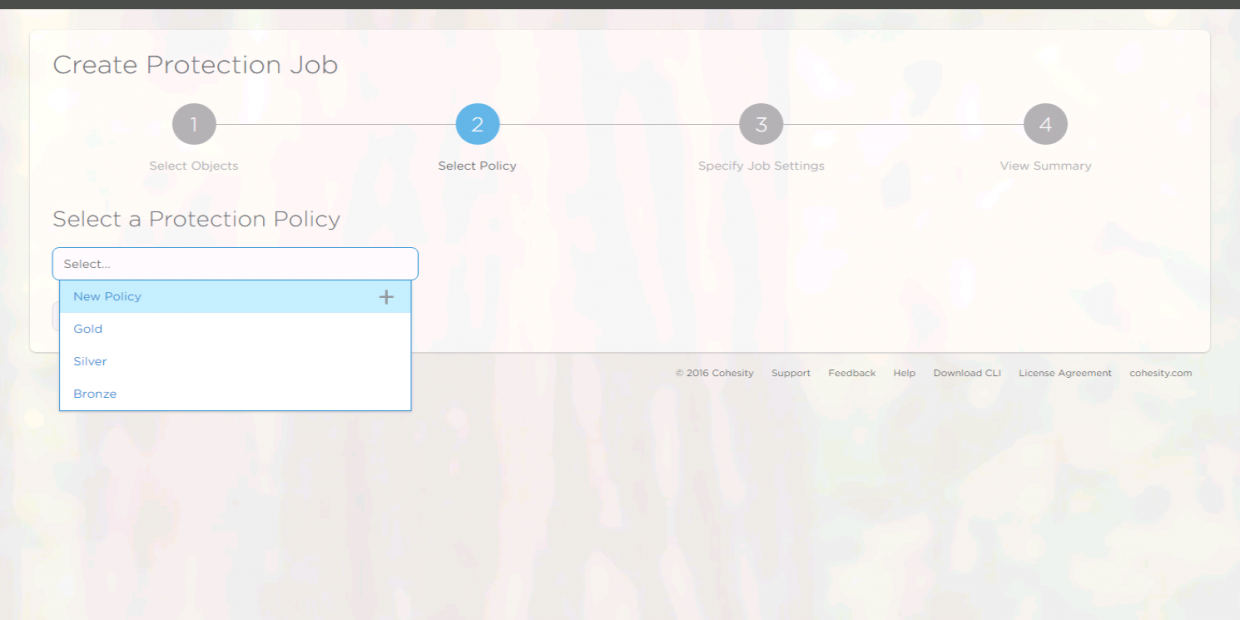 Create Protection Job
1 2 3 4
Select Objects Select Policy Specify Job Settings View Summary
Select a Protection Policy
Select...
New Policy +
Gold
Silver
Bronze
© 2016 Cohesity Support Feedback Help Download CLI License Agreement cohesity.com